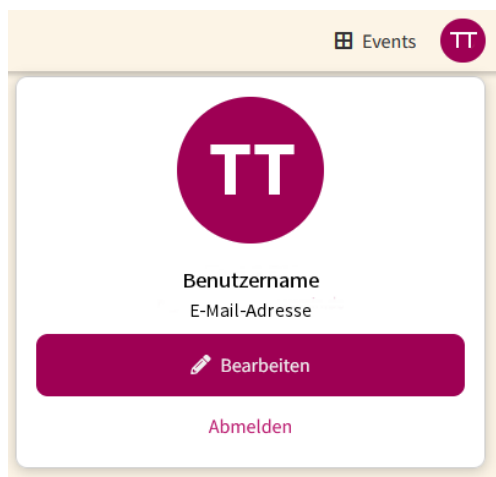 Events
TT
TT
Benutzername
E-Mail-Adresse
Bearbeiten
Abmelden